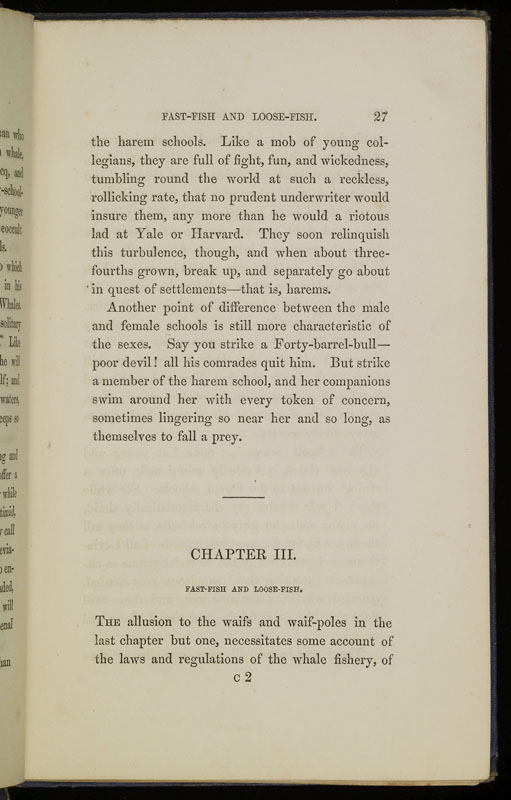 FAST-FISH AND LOOSE-FISH. 27
the harem schools. Like a mob of young col-
legians, they are full of fight, fun, and wickedness,
tumbling round the world at such a reckless,
rollicking rate, that no prudent underwriter would
insure them, any more than he would a riotous
lad at Yale or Harvard. They soon relinquish
this turbulence, though, and when about three-
fourths grown, break up, and separately go about
in quest of settlements—that is, harems.
Another point of difference between the male
and female schools is still more characteristic of
the sexes. Say you strike a Forty-barrel-bull—
poor devil! all his comrades quit him. But strike
a member of the harem school, and her companions
swim around her with every token of concern,
sometimes lingering so near her and so long, as
themselves to fall a prey.
CHAPTER III.
FAST-FISH AND LOOSE-FISH.
THE allusion to the waifs and waif-poles in the
last chapter but one, necessitates some account of
the laws and regulations of the whale fishery, of
C 2